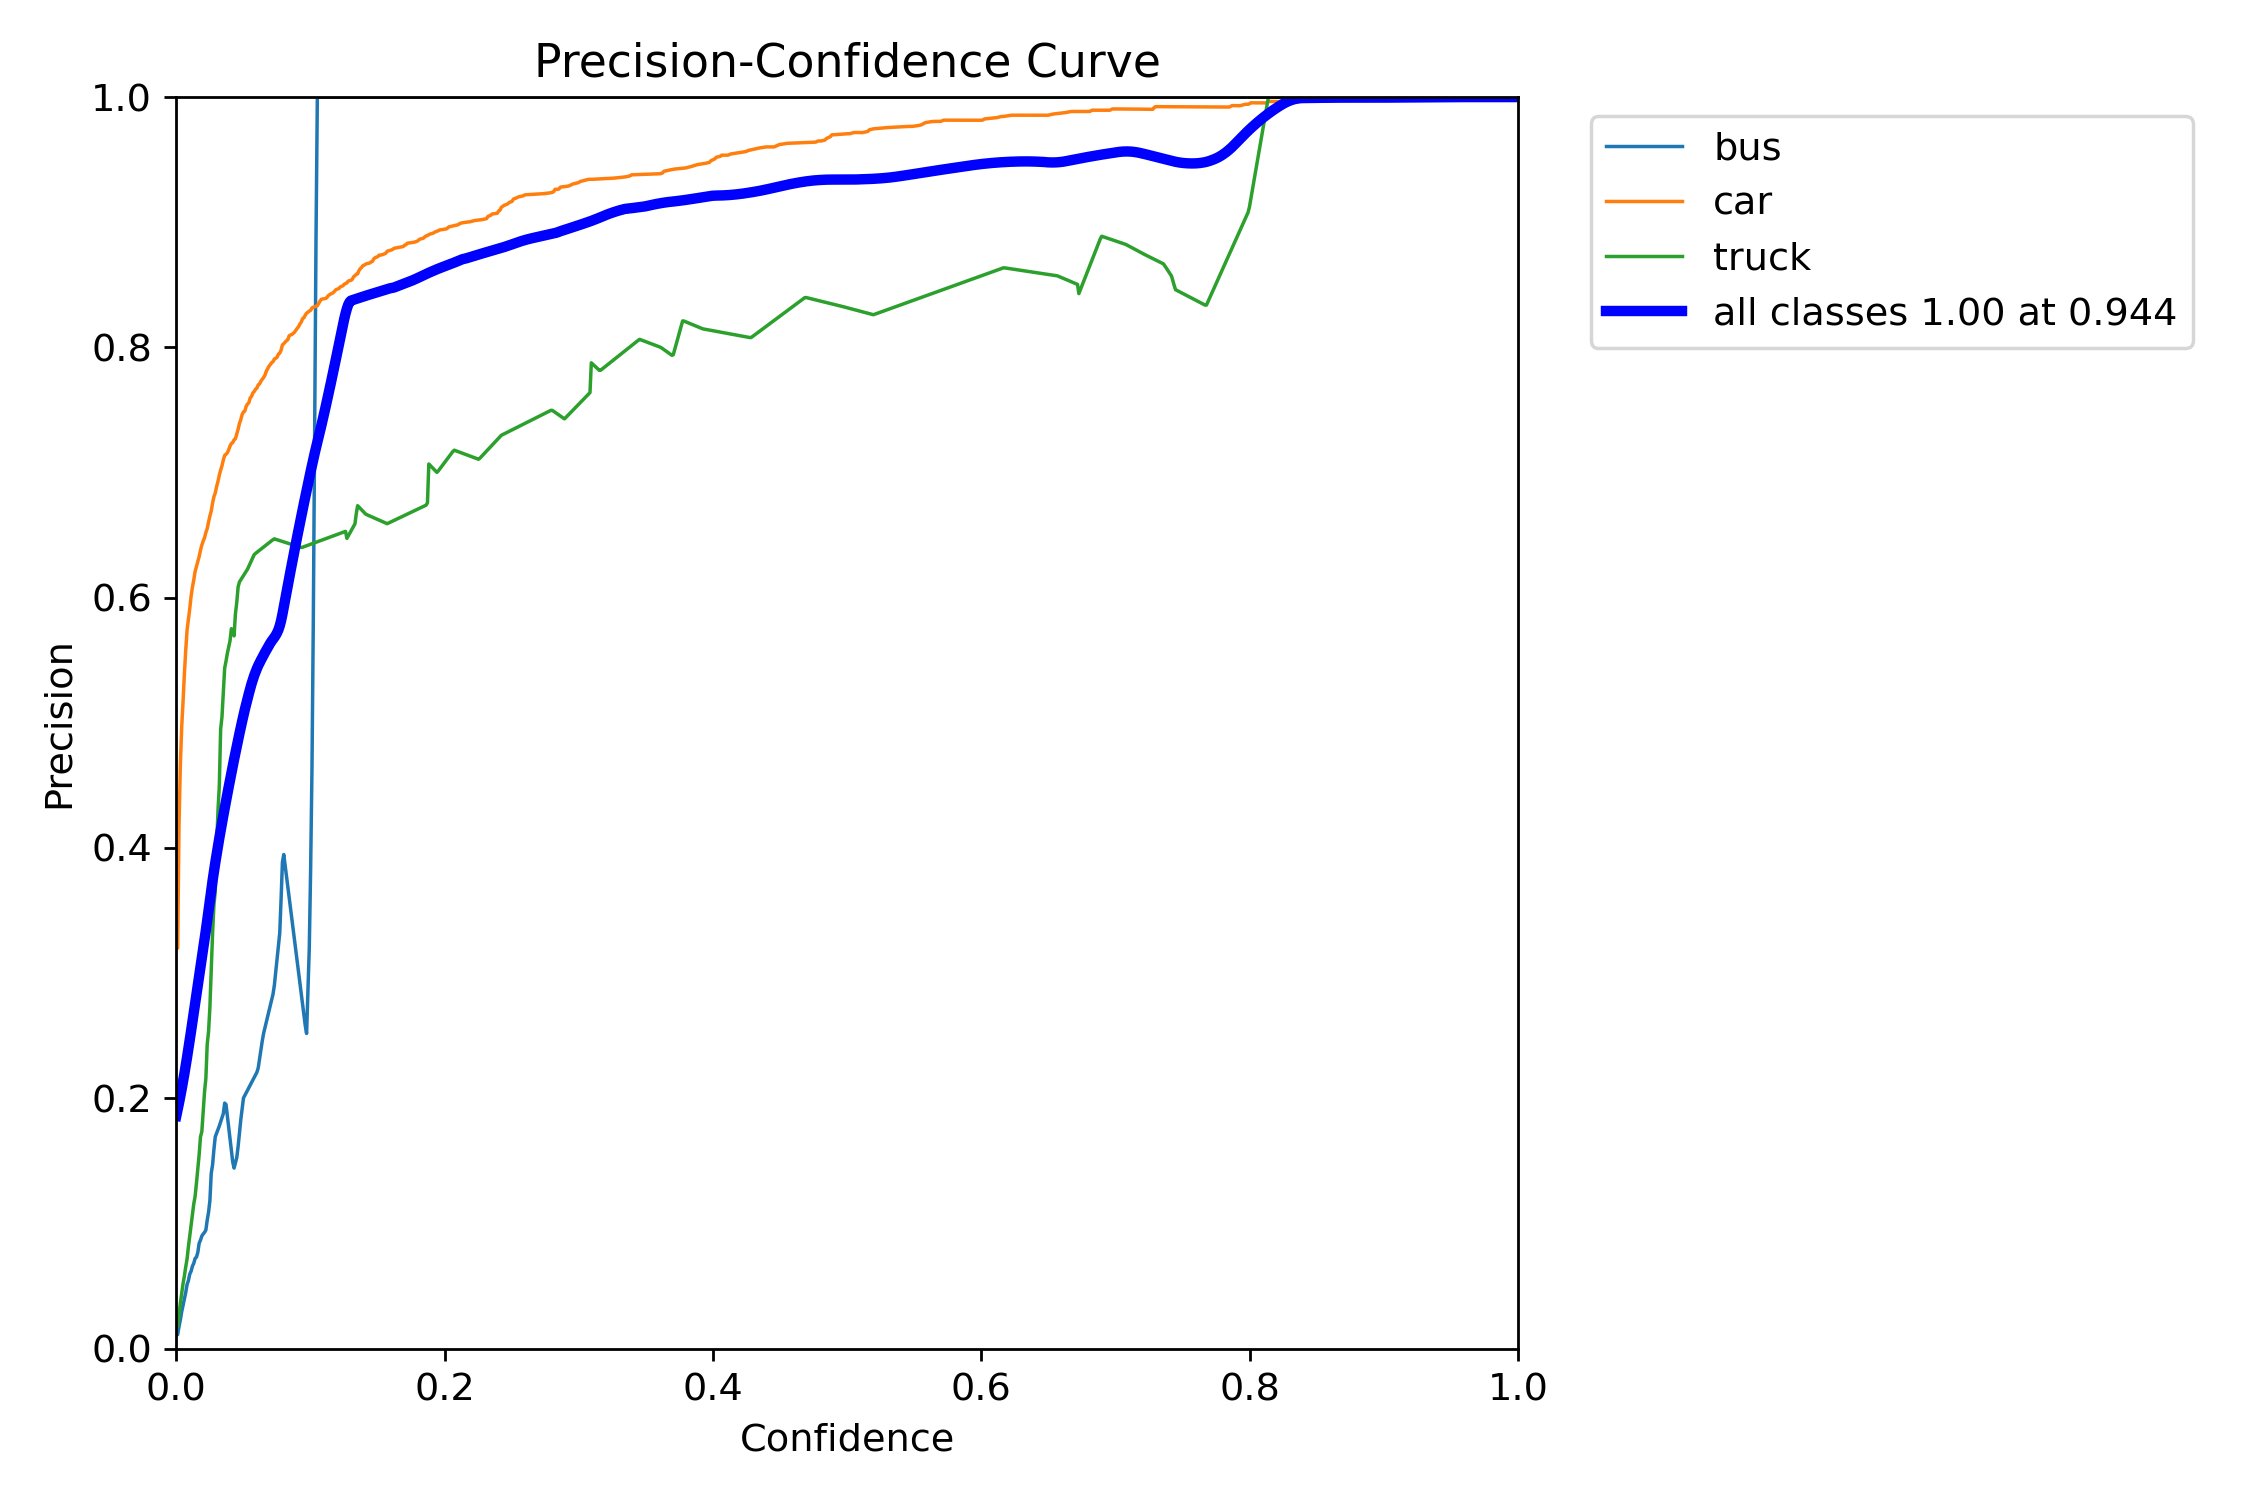 Precision-Confidence Curve
1.0
0.8
0.6
0.4
0.2
0.0
Precision
0.0 0.2 0.4 0.6 0.8 1.0
Confidence
bus
car
truck
all classes 1.00 at 0.944